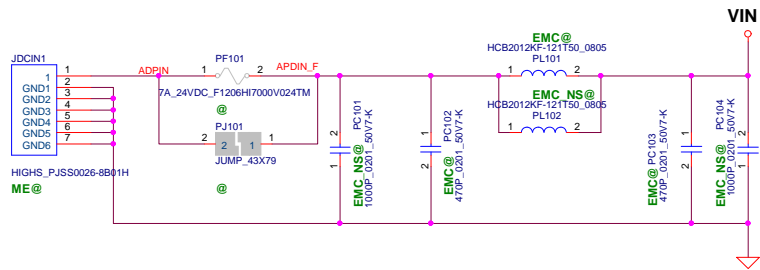 VIN
EMC@
HCB2012KF-121T50_0805
PL101
JDCIN1
PF101
ADPIN
APDIN_F
1
GND1
GND2
GND3
GND4
GND5
GND6
1
2
3
4
5
6
7
1
2
7A_24VDC_F1206HI7000V024TM
@
PJ101
2
2
1
1
JUMP_43X79
@
1
2
EMC_NS@
HCB2012KF-121T50_0805
PL102
1
2
HIGHS_PJSS0026-8B01H
ME@
2
1
EMC_NS@
PC101
1000P_0201_50V7-K
1
2
EMC@
PC102
470P_0201_50V7-K
1
2
EMC@
PC103
470P_0201_50V7-K
2
1
EMC_NS@
PC104
1000P_0201_50V7-K